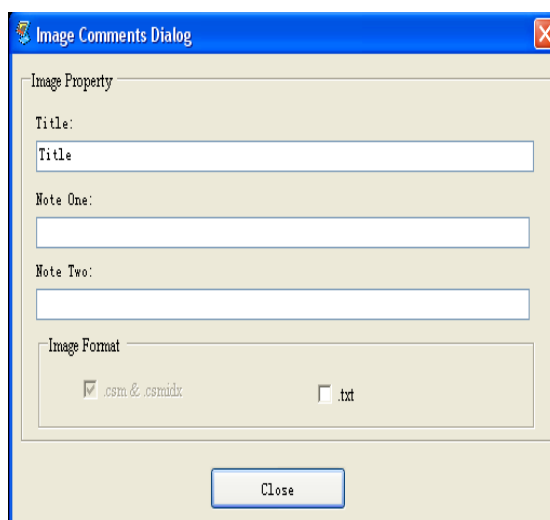 Image Comments Dialog
Image Property
Title:
Title
Note One:
Note Two:
Image Format
.csm & .csmidx
.txt
Close